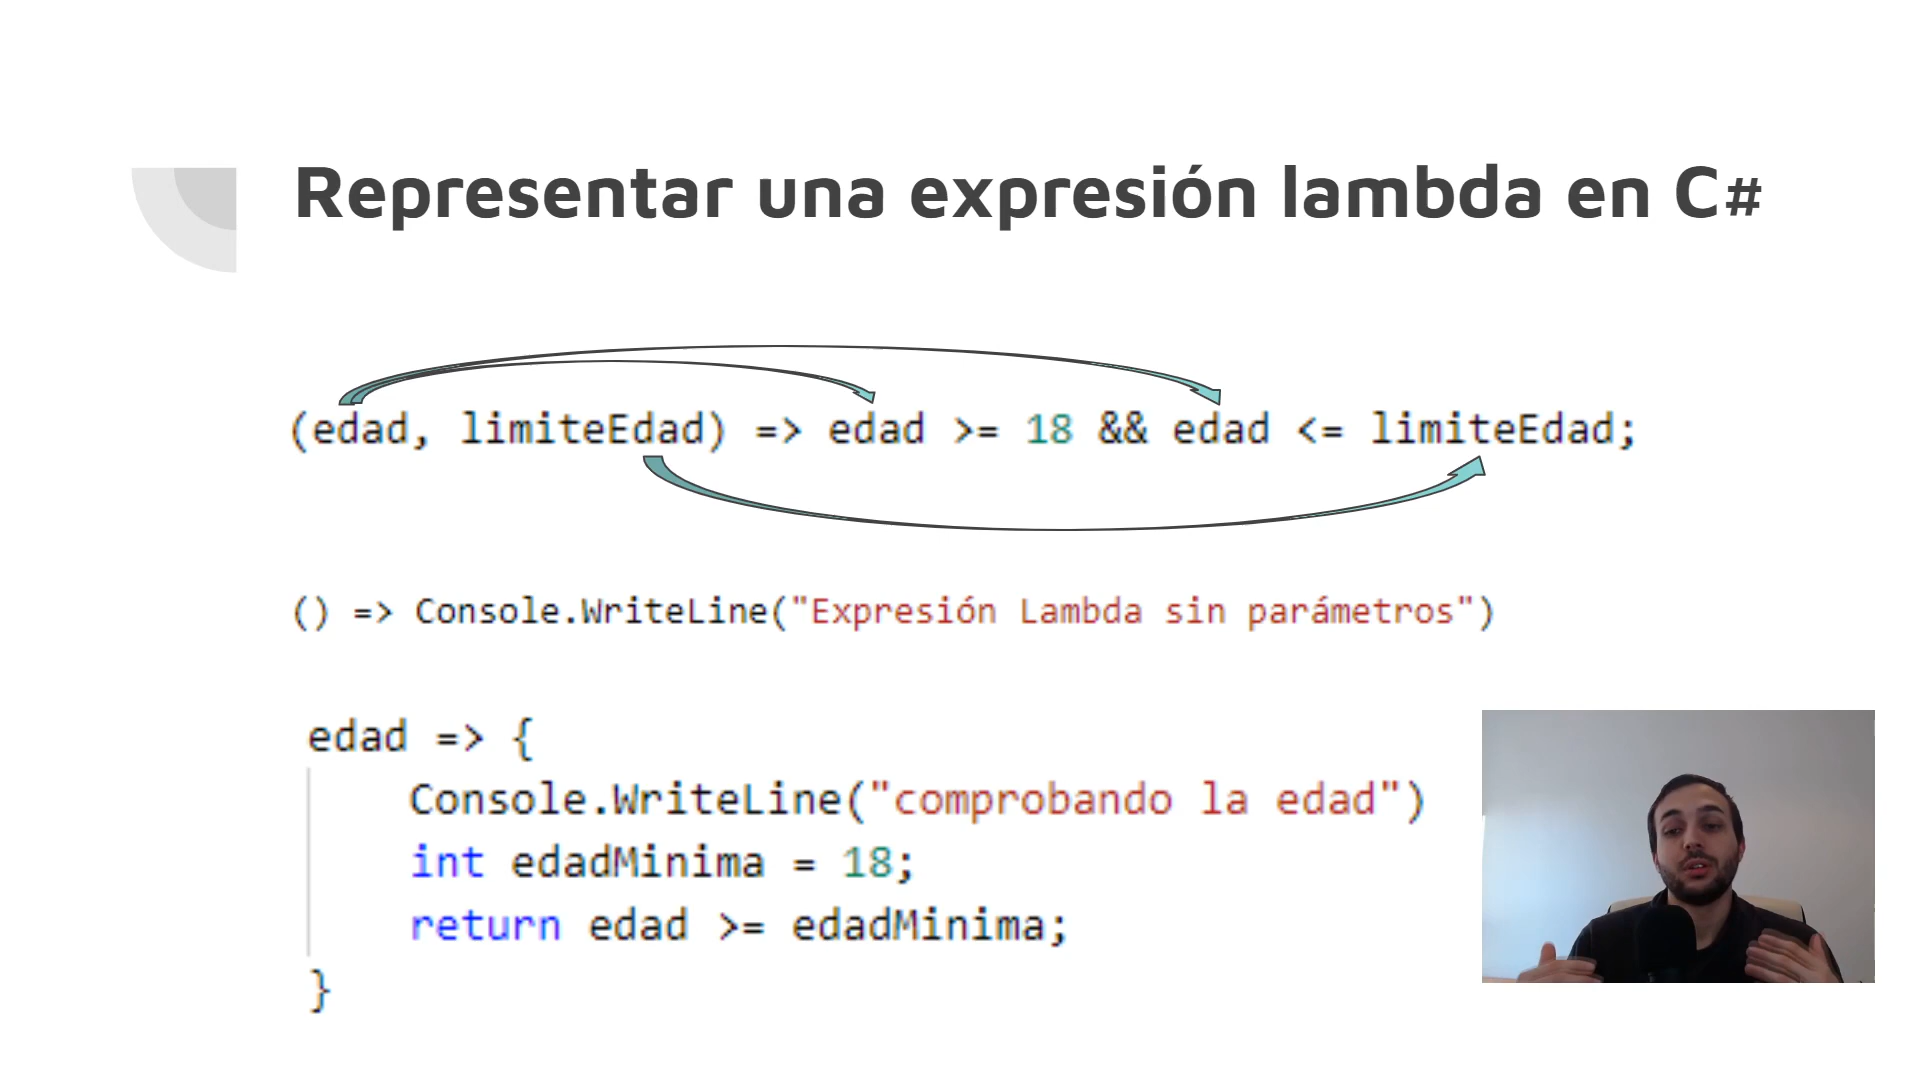 Representar una expresión lambda en C#
(edad, limiteEdad) => edad >= 18 && edad <= limiteEdad;
() => Console.WriteLine("Expresión Lambda sin parámetros")
edad => {
Console.WriteLine("comprobando la edad")
int edadMinima = 18;
return edad >= edadMinima;
}